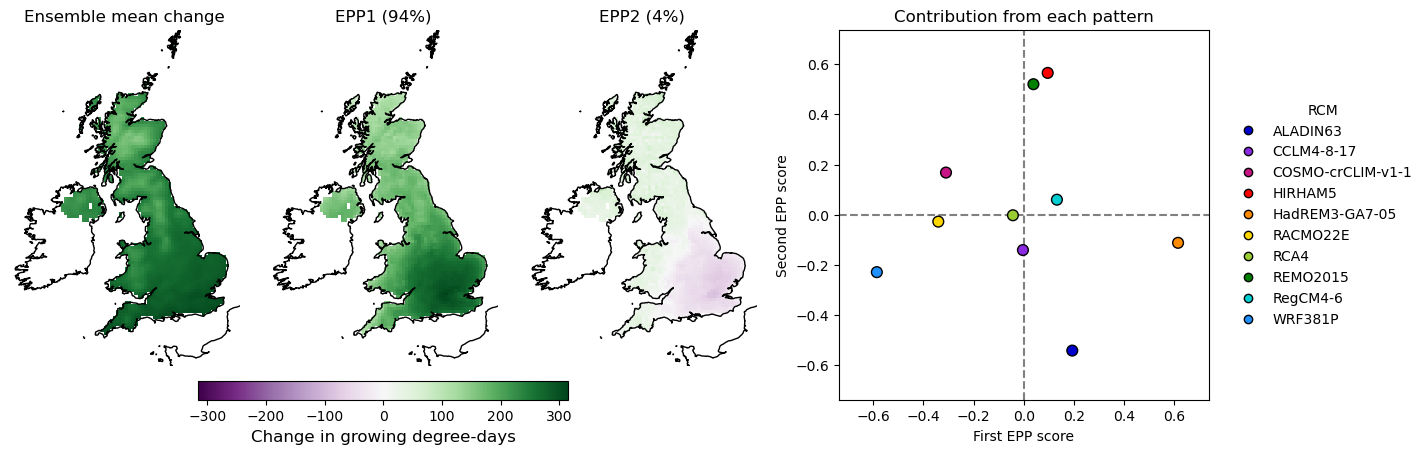 Ensemble mean change
EPP1 (94%)
EPP2 (4%)
−300 −200 −100 0 100 200 300
Change in growing degree-days
Contribution from each pattern
Second EPP score
0.6
0.4
0.2
0.0
−0.2
−0.4
−0.6
−0.6 −0.4 −0.2 0.0 0.2 0.4 0.6
First EPP score
RCM
ALADIN63
CCLM4-8-17
COSMO-crCLIM-v1-1
HIRHAM5
HadREM3-GA7-05
RACMO22E
RCA4
REMO2015
RegCM4-6
WRF381P